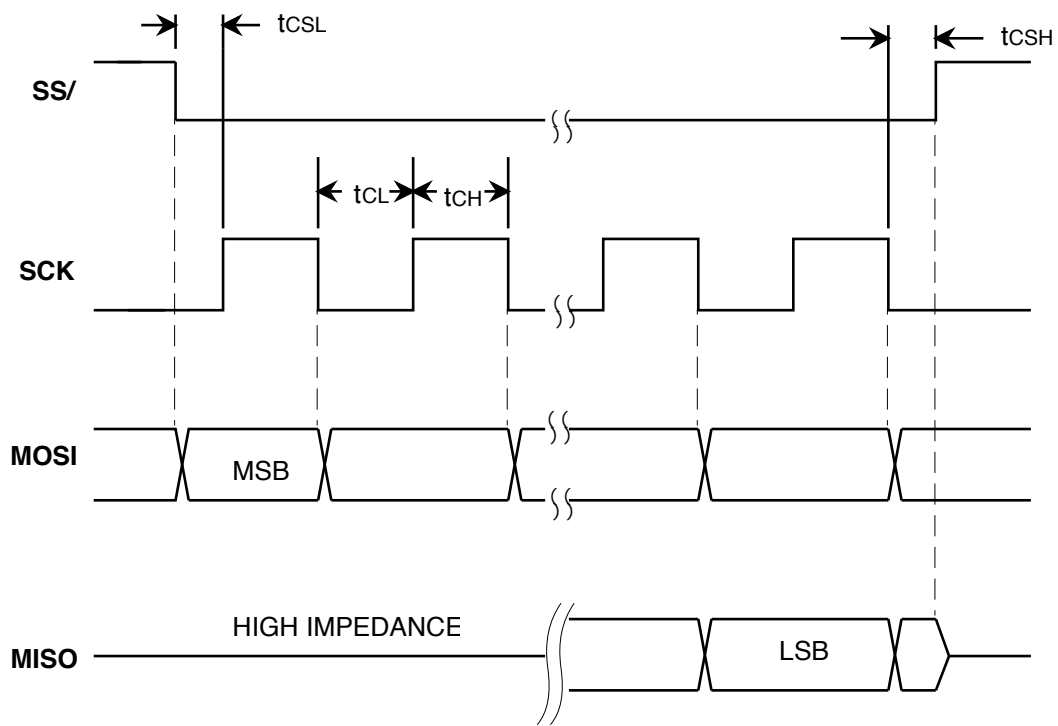 tCSL
tCSH
SS/
tCL
tCH
SCK
MOSI
MSB
HIGH IMPEDANCE
MISO
LSB